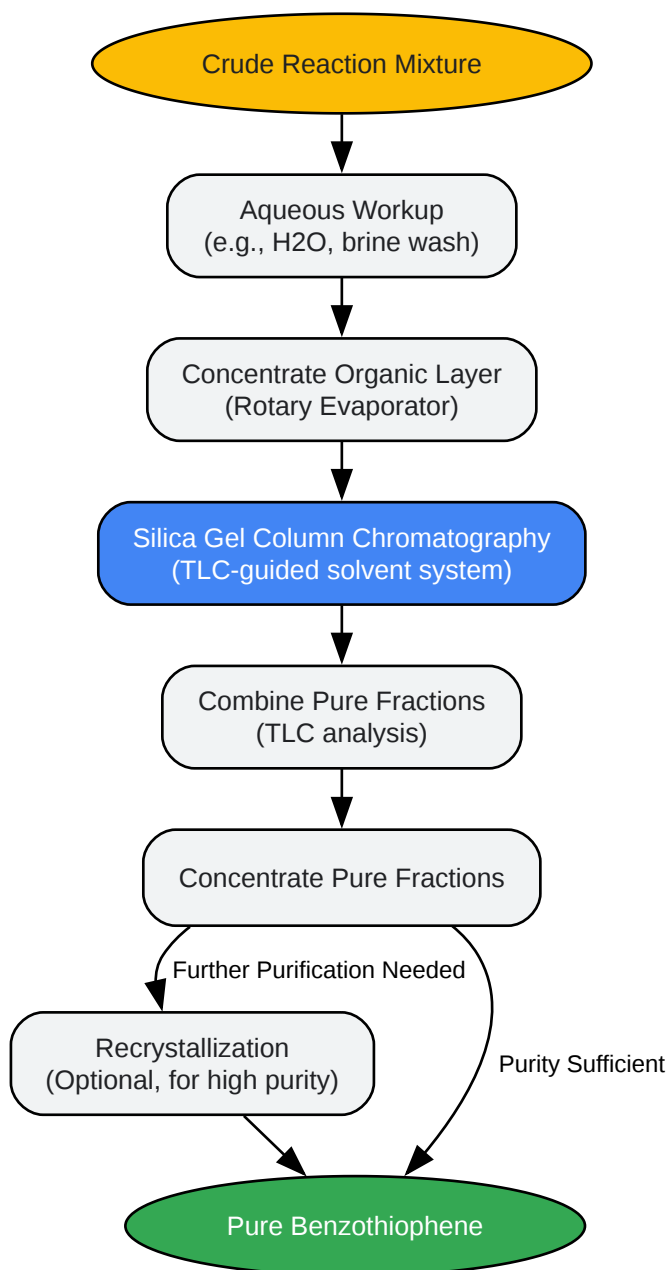 Crude Reaction Mixture
Aqueous Workup
(e.g., H2O, brine wash)
Concentrate Organic Layer
(Rotary Evaporator)
Silica Gel Column Chromatography
(TLC-guided solvent system)
Combine Pure Fractions
(TLC analysis)
Concentrate Pure Fractions
Further Purification Needed
Recrystallization
(Optional, for high purity)
Purity Sufficient
Pure Benzothiophene